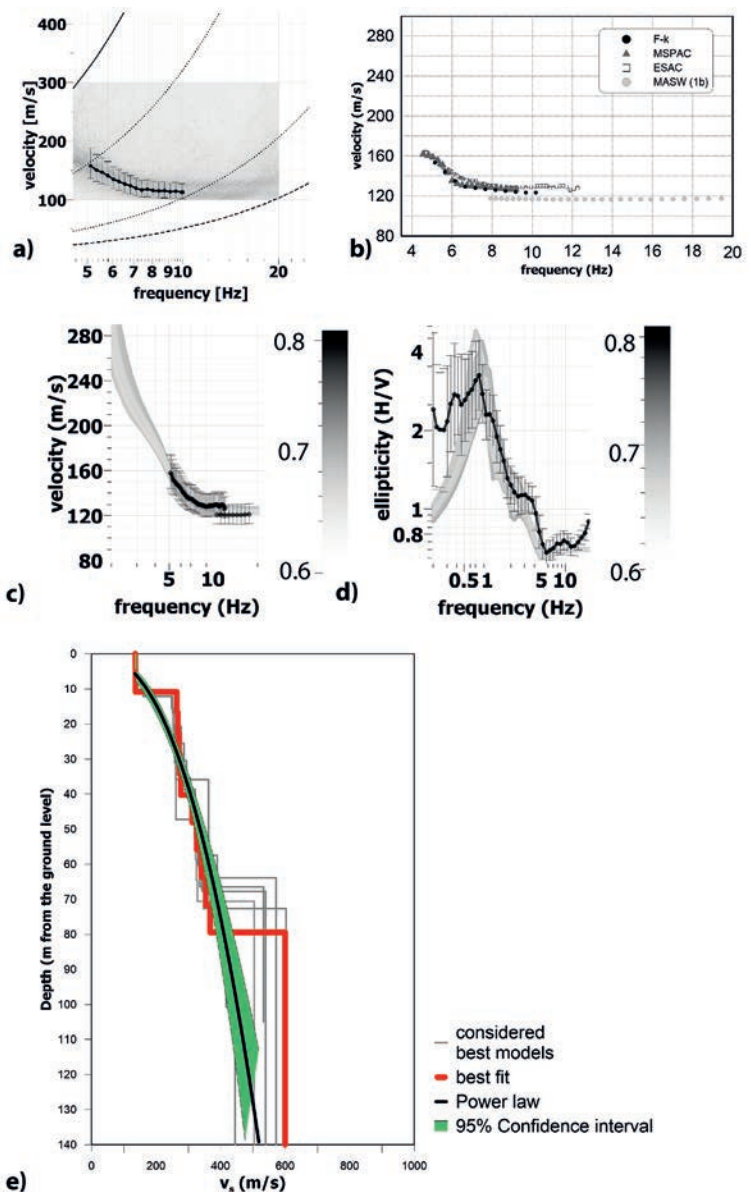 velocity [m/s]
400
300
200
100
5 6 7 8 9 10 20
frequency [Hz]
a)
velocity (m/s)
280
240
200
160
120
80
F-k
MSPAC
ESAC
MASW (1b)
4 6 8 10 12 14 16 18 20
frequency (Hz)
b)
velocity (m/s)
280
240
200
160
120
80
5 10
frequency (Hz)
0.8
0.7
0.6
c)
ellipticity (H/V)
4
2
1
0.8
0.5 1 5 10
frequency (Hz)
0.8
0.7
0.6
d)
Depth (m from the ground level)
0
10
20
30
40
50
60
70
80
90
100
110
120
130
140
0 200 400 600 800 1000
vs (m/s)
considered
best models
best fit
Power law
95% Confidence interval
e)